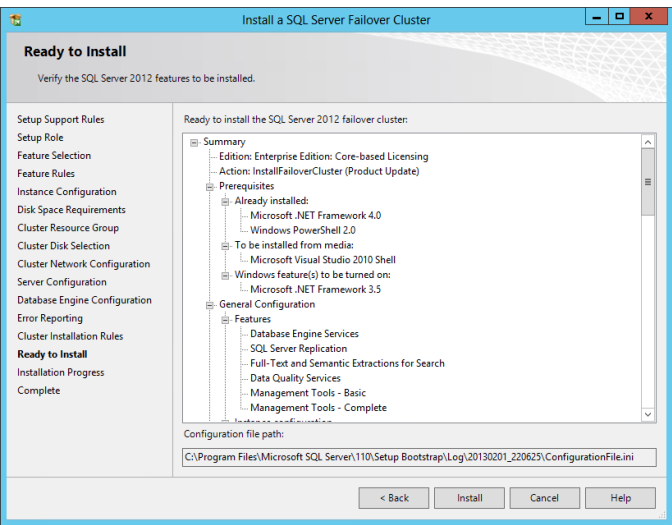 Install a SQL Server Failover Cluster
Ready to Install
Verify the SQL Server 2012 features to be installed.
Setup Support Rules
Setup Role
Feature Selection
Feature Rules
Instance Configuration
Disk Space Requirements
Cluster Resource Group
Cluster Disk Selection
Cluster Network Configuration
Server Configuration
Database Engine Configuration
Error Reporting
Cluster Installation Rules
Ready to Install
Installation Progress
Complete
Ready to install the SQL Server 2012 failover cluster:
Summary
Edition: Enterprise Edition: Core-based Licensing
Action: InstallFailoverCluster (Product Update)
Prerequisites
Already installed:
Microsoft .NET Framework 4.0
Windows PowerShell 2.0
To be installed from media:
Microsoft Visual Studio 2010 Shell
Windows feature(s) to be turned on:
Microsoft .NET Framework 3.5
General Configuration
Features
Database Engine Services
SQL Server Replication
Full-Text and Semantic Extractions for Search
Data Quality Services
Management Tools - Basic
Management Tools - Complete
Instance configuration
Configuration file path:
C:\Program Files\Microsoft SQL Server\110\Setup Bootstrap\Log\20130201_220625\ConfigurationFile.ini
< Back
Install
Cancel
Help